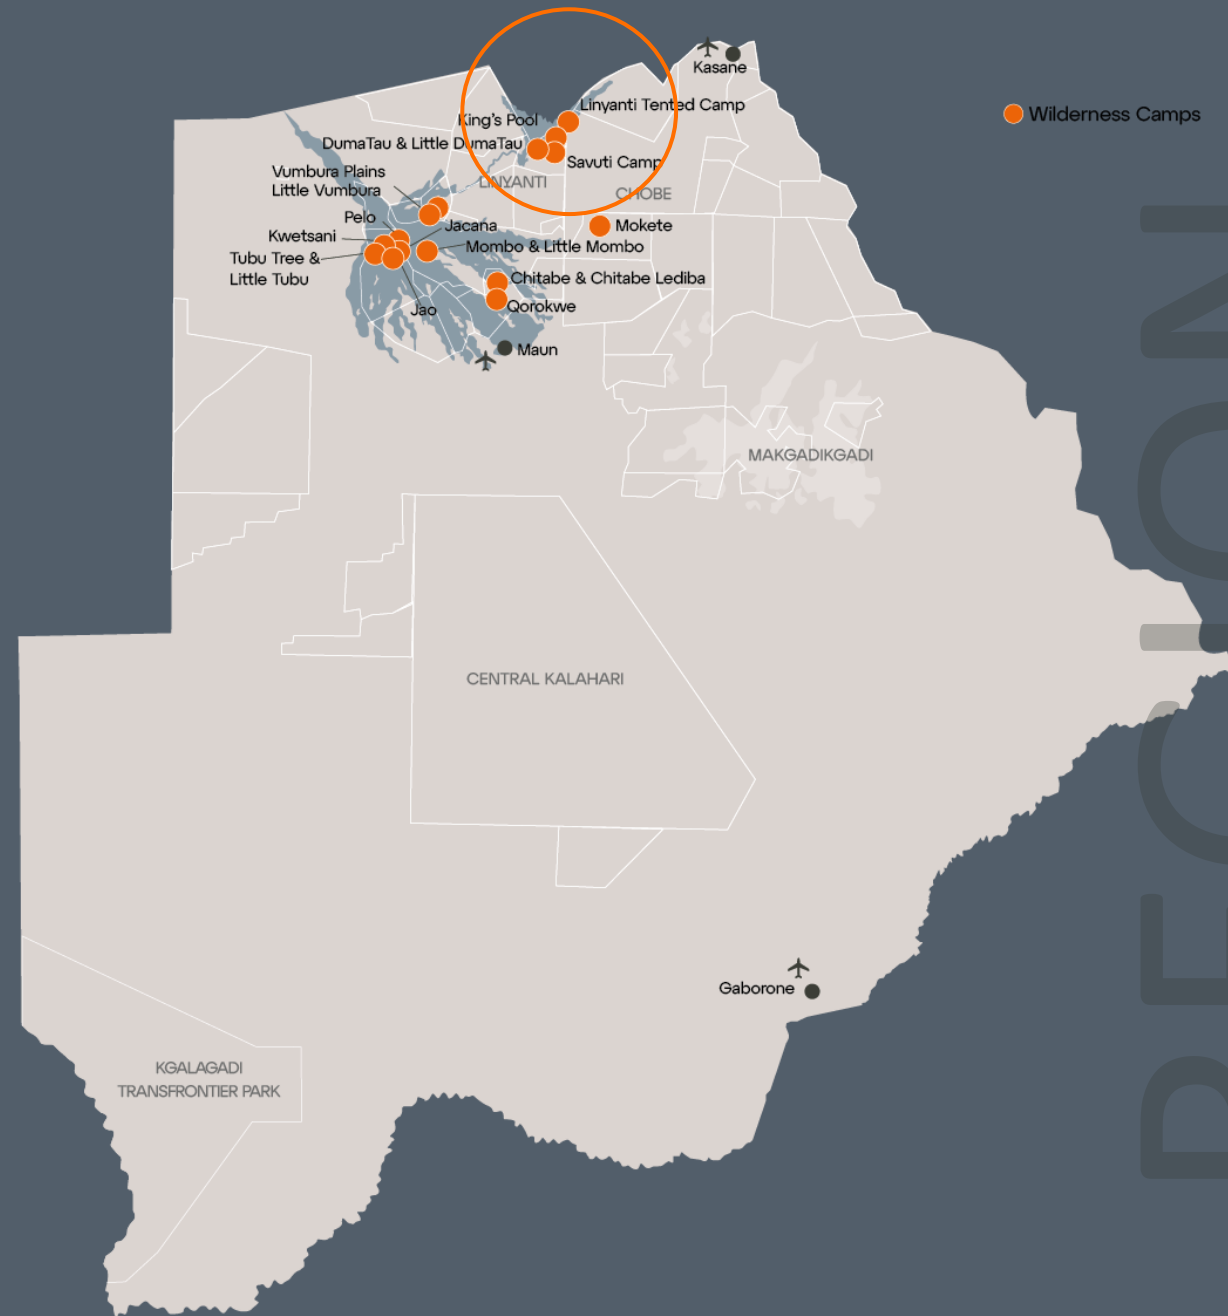 Kasane
Linyanti Tented Camp
Wilderness Camps
King's Pool
DumaTau & Little DumaTau
Savuti Camp
Vumbura Plains
Little Vumbura
LINYANTI
CHOBE
Pelo
Jacana
Mokete
Kwetsani
Mombo & Little Mombo
Tubu Tree &
Little Tubu
Chitabe & Chitabe Lediba
Qorokwe
Jao
Maun
MAKGADIKGADI
CENTRAL KALAHARI
Gaborone
KGALAGADI
TRANSFRONTIER PARK